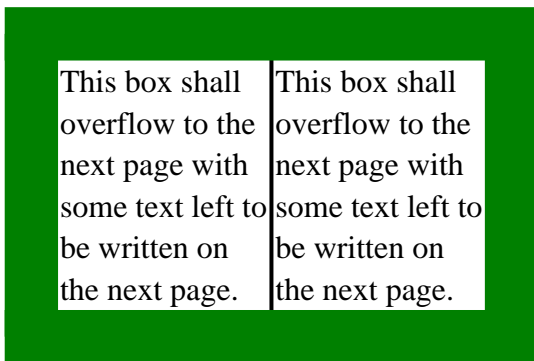 This box shall
overflow to the
next page with
some text left to
be written on
the next page.
This box shall
overflow to the
next page with
some text left to
be written on
the next page.